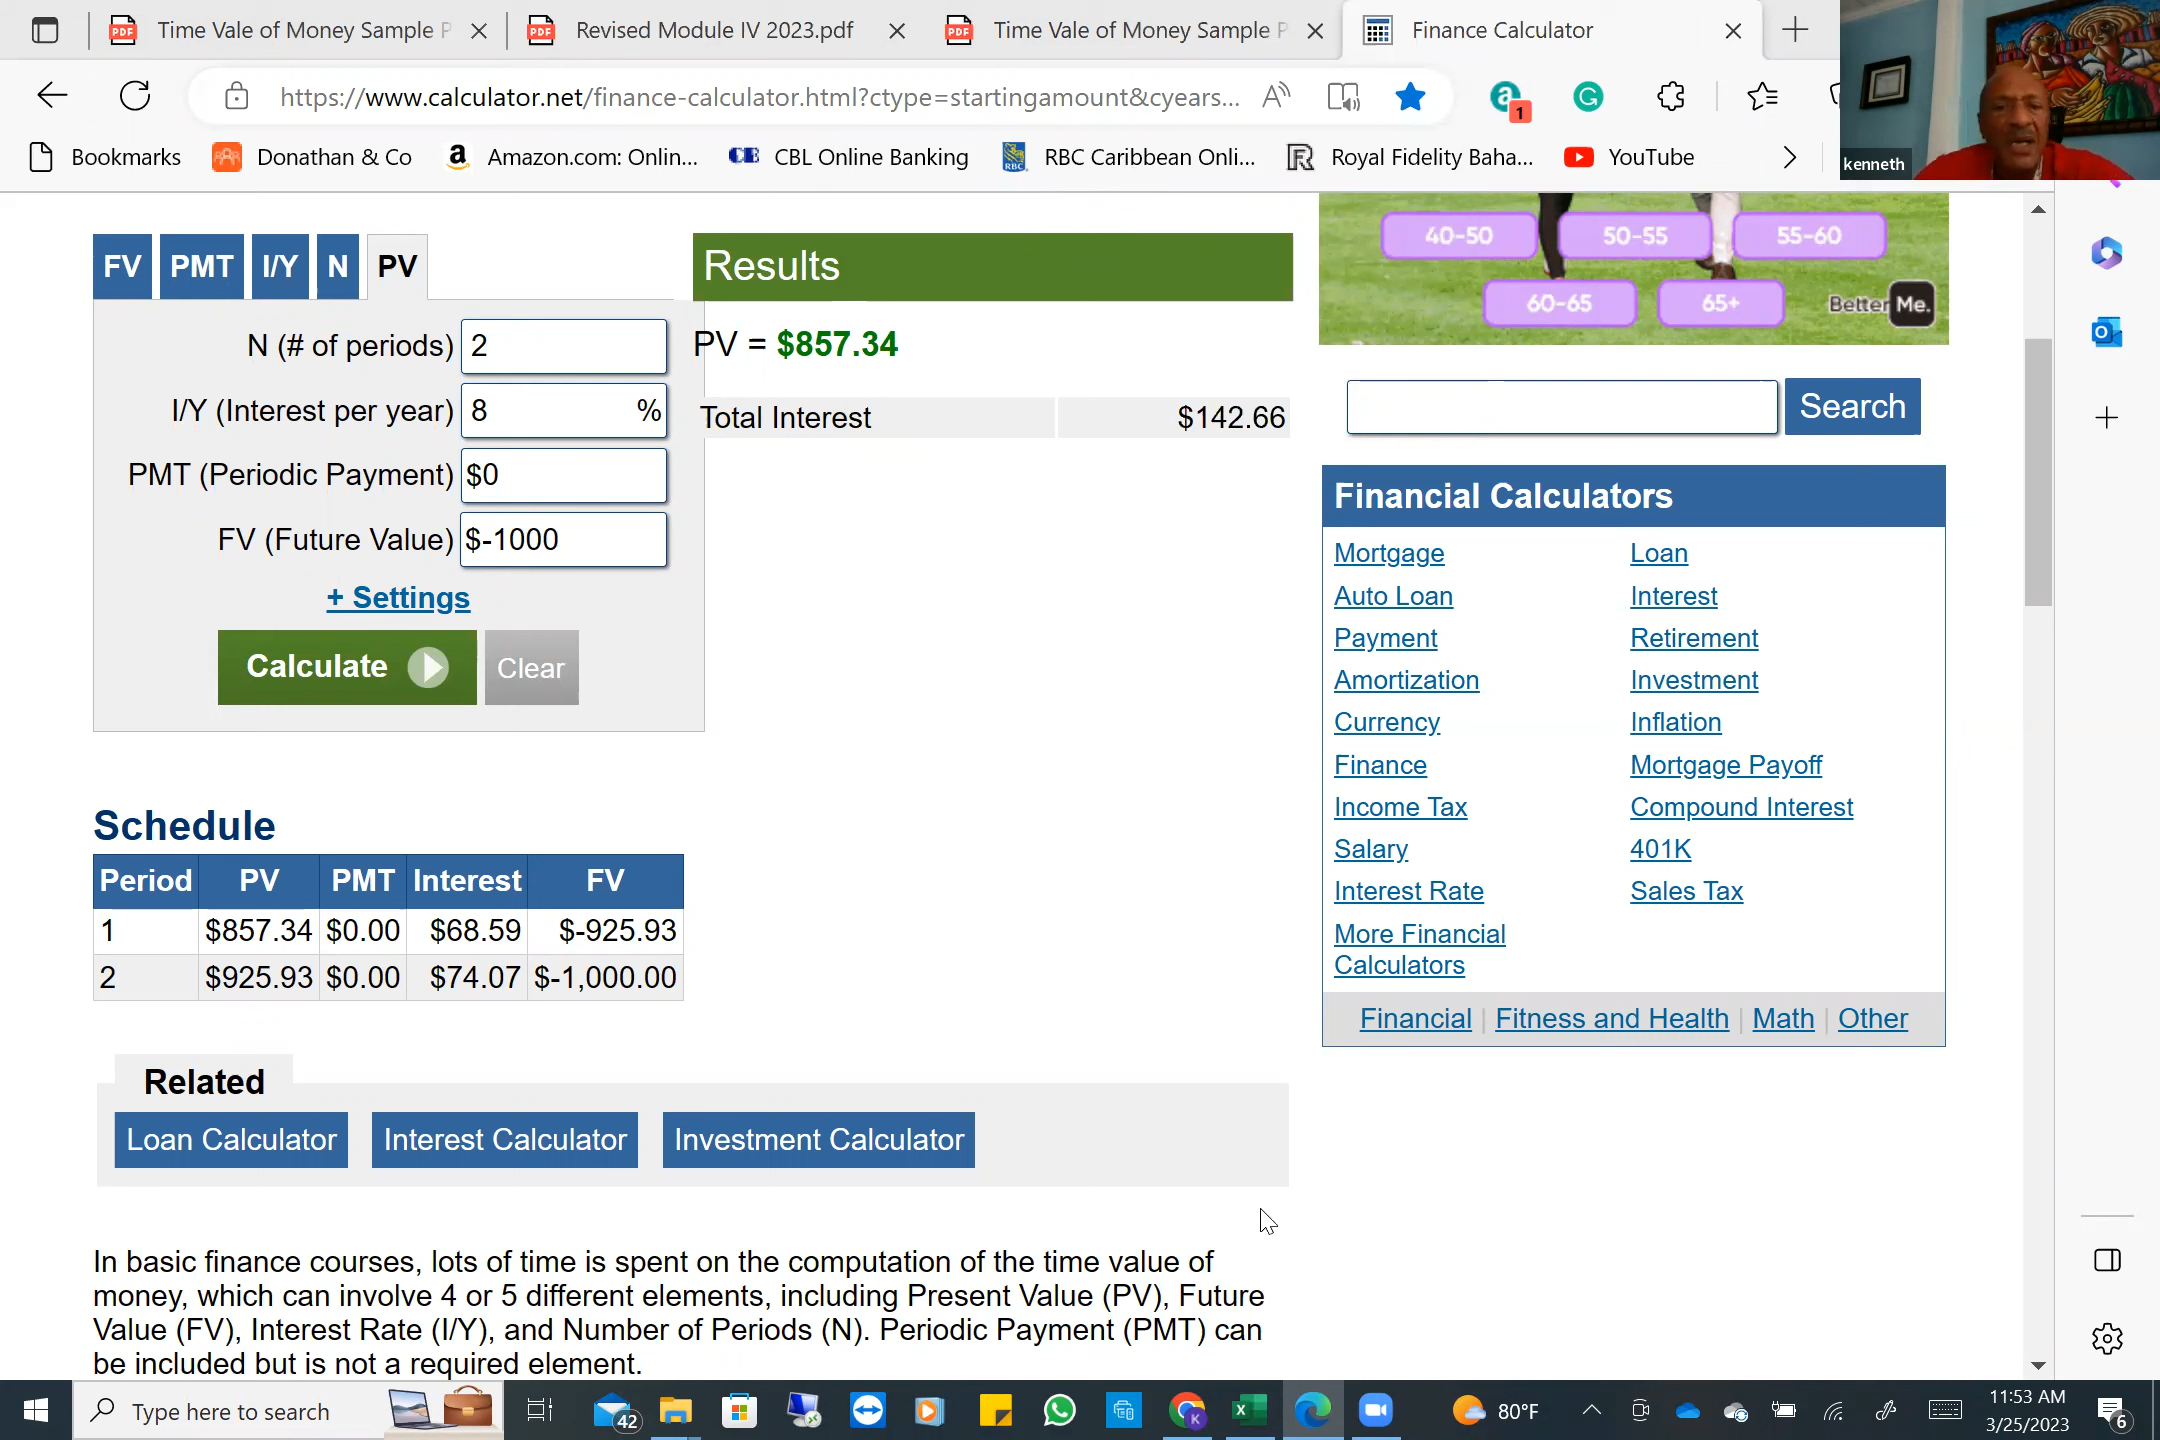 Time Vale of Money Sample P
Revised Module IV 2023.pdf
Time Vale of Money Sample P
Finance Calculator
https://www.calculator.net/finance-calculator.html?ctype=startingamount&cyears...
1
Bookmarks
Donathan & Co
Amazon.com: Onlin...
CBL Online Banking
RBC Caribbean Onli...
Royal Fidelity Baha...
YouTube
kenneth
FV
PMT
I/Y
N
PV
N (# of periods) 2
I/Y (Interest per year) 8 %
PMT (Periodic Payment) $0
FV (Future Value) $-1000
+ Settings
Calculate
Clear
Results
PV = $857.34
Total Interest $142.66
40-50 50-55 55-60
60-65 65+
BetterMe.
Search
Financial Calculators
Mortgage Loan
Auto Loan Interest
Payment Retirement
Amortization Investment
Currency Inflation
Finance Mortgage Payoff
Income Tax Compound Interest
Salary 401K
Interest Rate Sales Tax
More Financial
Calculators
Financial | Fitness and Health | Math | Other
Schedule
Period PV PMT Interest FV
1 $857.34 $0.00 $68.59 $-925.93
2 $925.93 $0.00 $74.07 $-1,000.00
Related
Loan Calculator
Interest Calculator
Investment Calculator
In basic finance courses, lots of time is spent on the computation of the time value of
money, which can involve 4 or 5 different elements, including Present Value (PV), Future
Value (FV), Interest Rate (I/Y), and Number of Periods (N). Periodic Payment (PMT) can
be included but is not a required element.
Type here to search
42
80°F
11:53 AM
3/25/2023
6